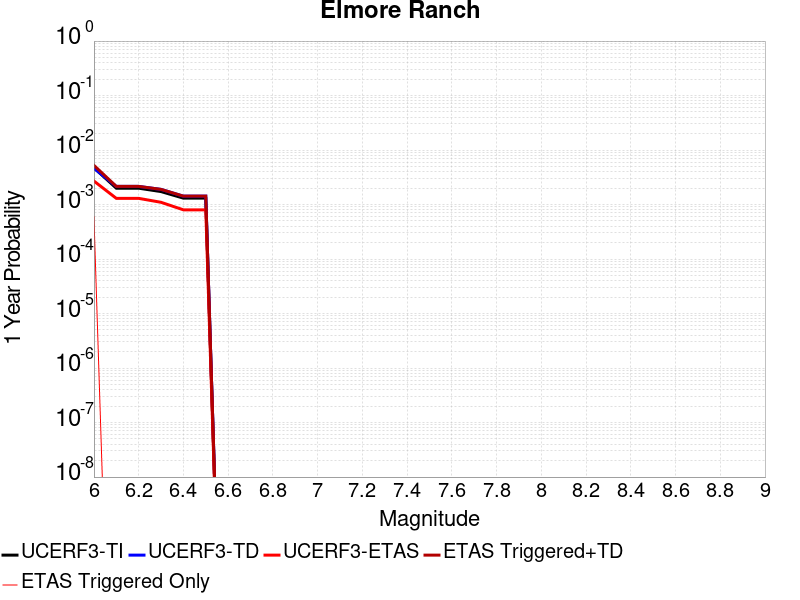 Elmore Ranch
1 Year Probability
10^0
10^-1
10^-2
10^-3
10^-4
10^-5
10^-6
10^-7
10^-8
6 6.2 6.4 6.6 6.8 7 7.2 7.4 7.6 7.8 8 8.2 8.4 8.6 8.8 9
Magnitude
UCERF3-TI UCERF3-TD UCERF3-ETAS ETAS Triggered+TD
ETAS Triggered Only